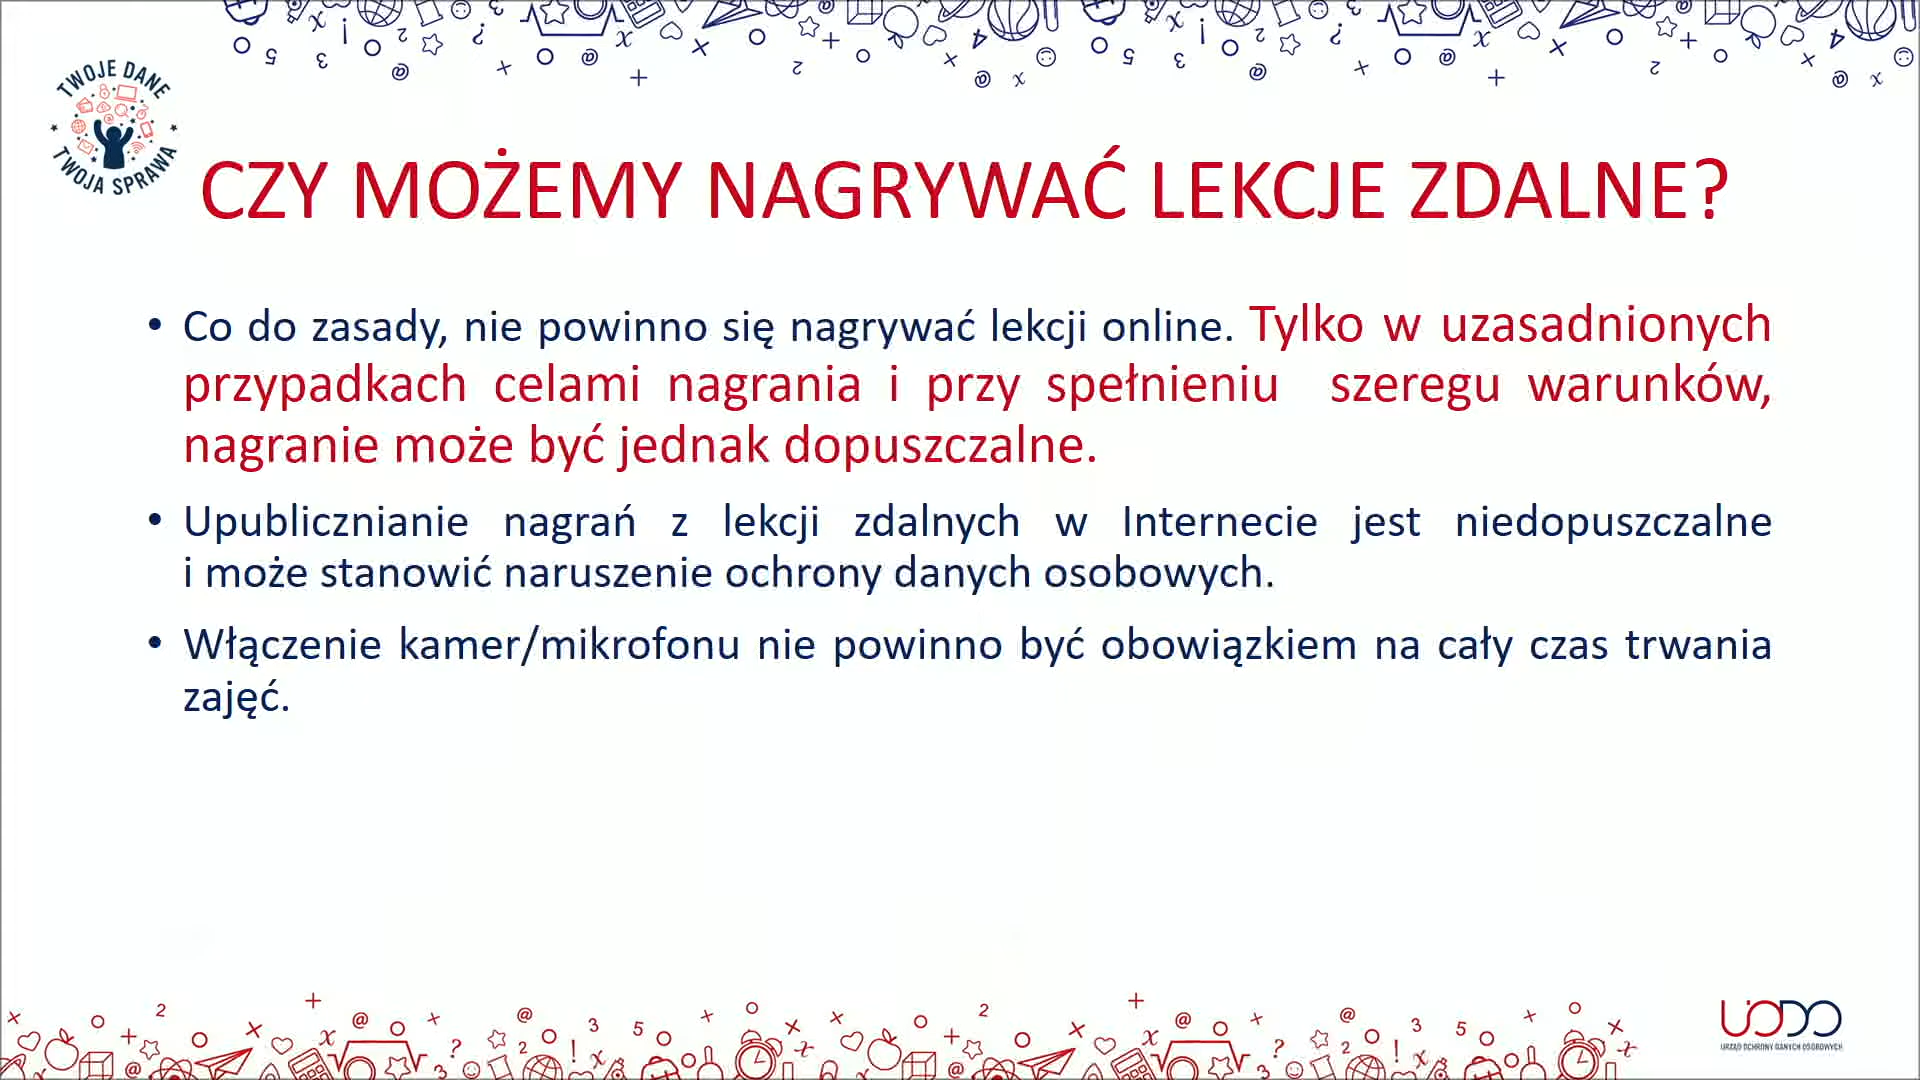 TWOJE DANE
TWOJA SPRAWA
CZY MOŻEMY NAGRYWAĆ LEKCJE ZDALNE?
• Co do zasady, nie powinno się nagrywać lekcji online. Tylko w uzasadnionych
przypadkach celami nagrania i przy spełnieniu szeregu warunków,
nagranie może być jednak dopuszczalne.
• Upublicznianie nagrań z lekcji zdalnych w Internecie jest niedopuszczalne
i może stanowić naruszenie ochrony danych osobowych.
• Włączenie kamer/mikrofonu nie powinno być obowiązkiem na cały czas trwania
zajęć.
UODO
URZĄD OCHRONY DANYCH OSOBOWYCH